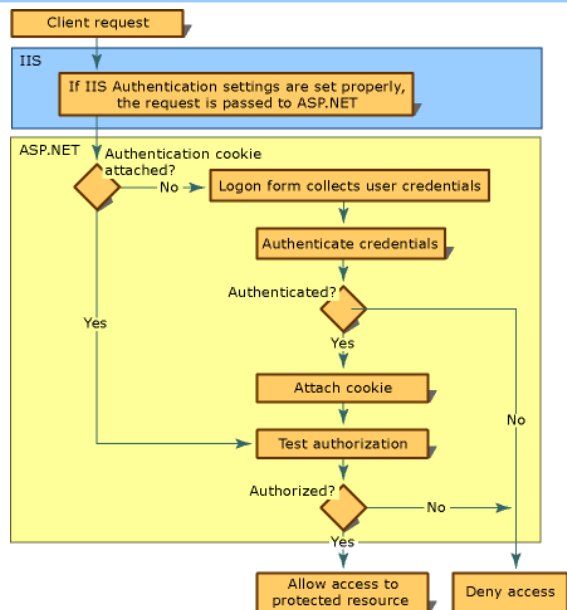 Client request
IIS
If IIS Authentication settings are set properly,
the request is passed to ASP.NET
ASP.NET
Authentication cookie
attached?
No
Logon form collects user credentials
Authenticate credentials
Authenticated?
Yes
Yes
Attach cookie
No
Test authorization
Authorized?
No
Yes
Allow access to
protected resource
Deny access